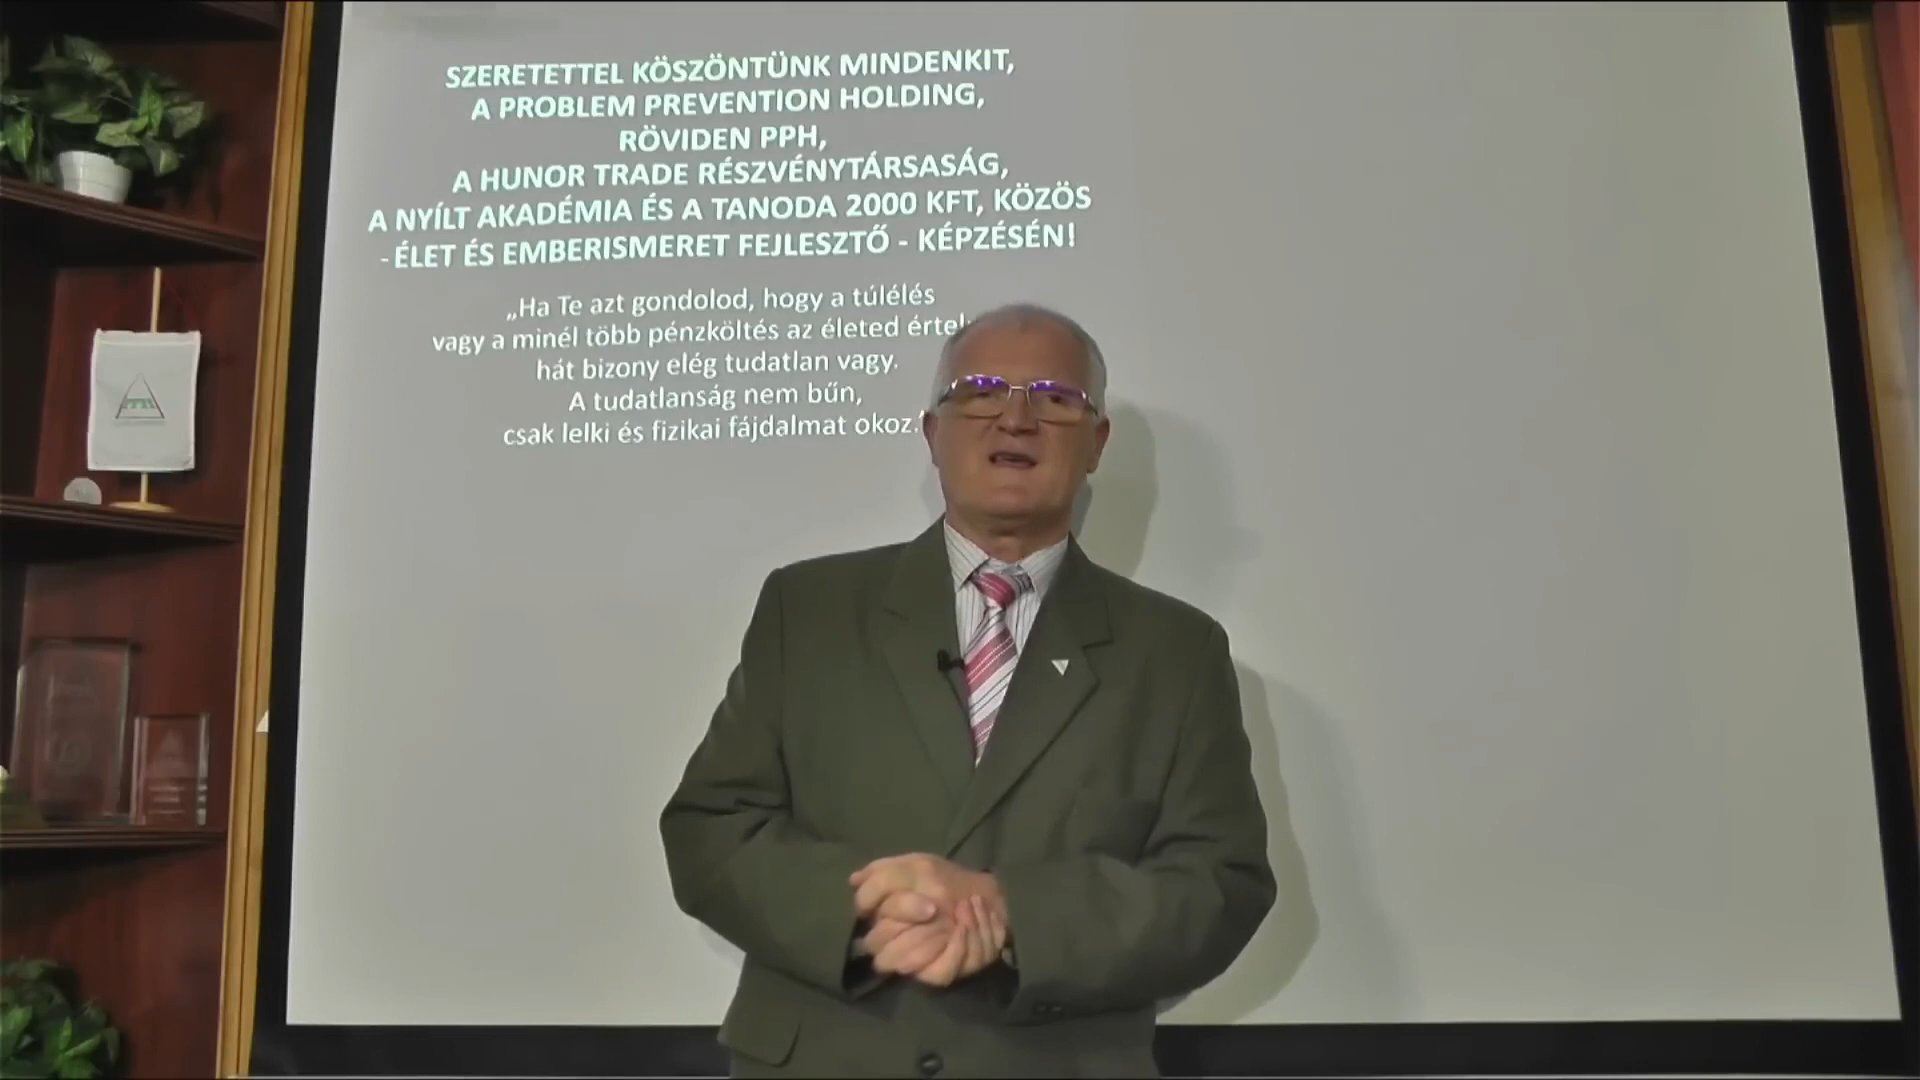 SZERETETTEL KÖSZÖNTÜNK MINDENKIT,
A PROBLEM PREVENTION HOLDING,
RÖVIDEN PPH,
A HUNOR TRADE RÉSZVÉNYTÁRSASÁG,
A NYÍLT AKADÉMIA ÉS A TANODA 2000 KFT, KÖZÖS
- ÉLET ÉS EMBERISMERET FEJLESZTŐ - KÉPZÉSÉN!
„Ha Te azt gondolod, hogy a túlélés
vagy a minél több pénzköltés az életed
hát bizony elég tudatlan vagy.
A tudatlanság nem bűn,
csak lelki és fizikai fájdalmat okoz.”
PPH